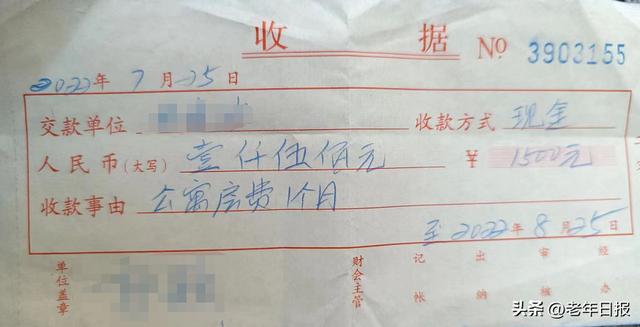 收 据 No 3903155
2022年7月25日
交款单位 收款方式 现金
人民币(大写) 壹仟伍佰元 ¥ 1500元
收款事由 公寓房费1个月
至2022年8月25日
单位盖章 财会主管 记帐 出纳 审核 经办
头条 @老年日报